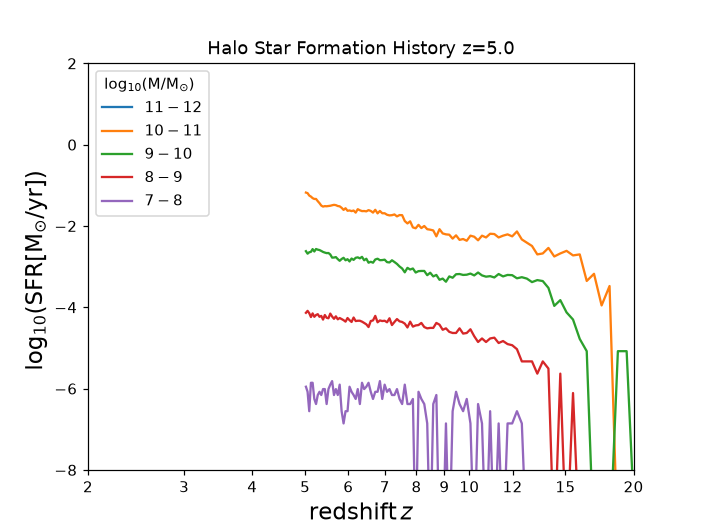 Halo Star Formation History z=5.0
log₁₀(SFR[M⊙/yr])
2
0
−2
−4
−6
−8
log₁₀(M/M⊙)
11 − 12
10 − 11
9 − 10
8 − 9
7 − 8
2 3 4 5 6 7 8 9 10 12 15 20
redshift z